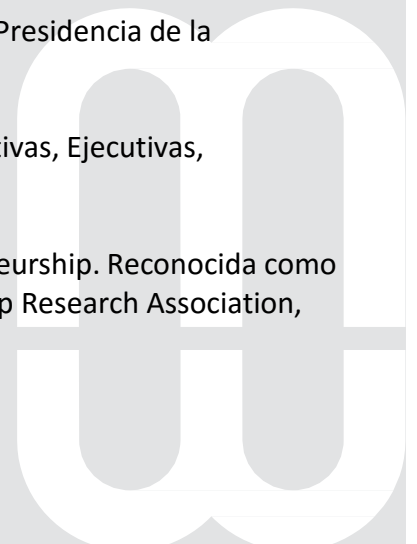 Presidencia de la
tivas, Ejecutivas,
eurship. Reconocida como
p Research Association,